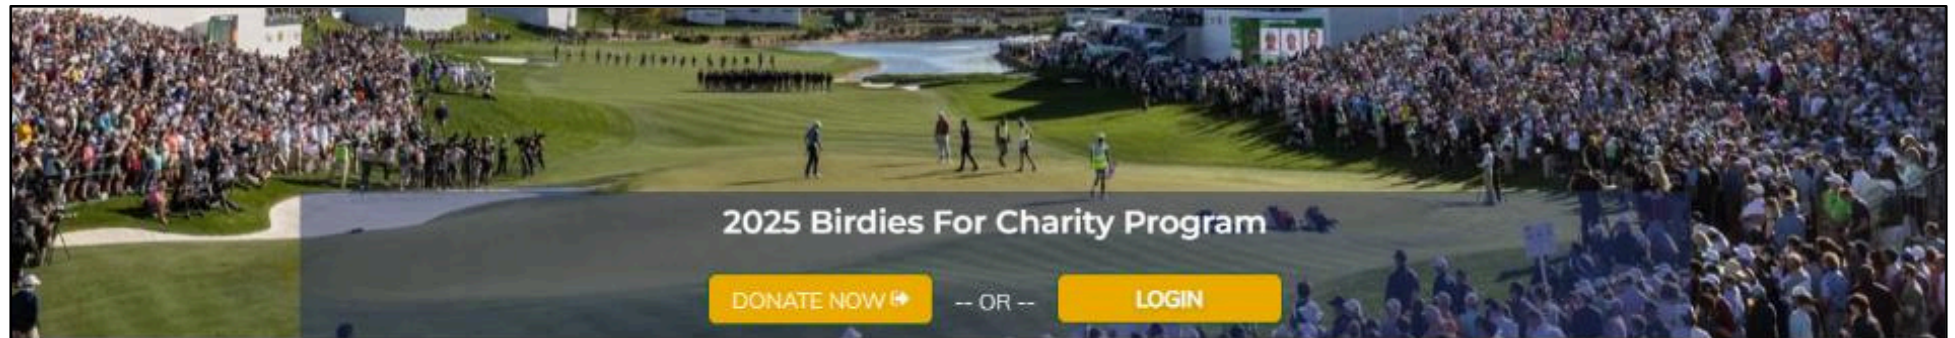 2025 Birdies For Charity Program
DONATE NOW
-- OR --
LOGIN